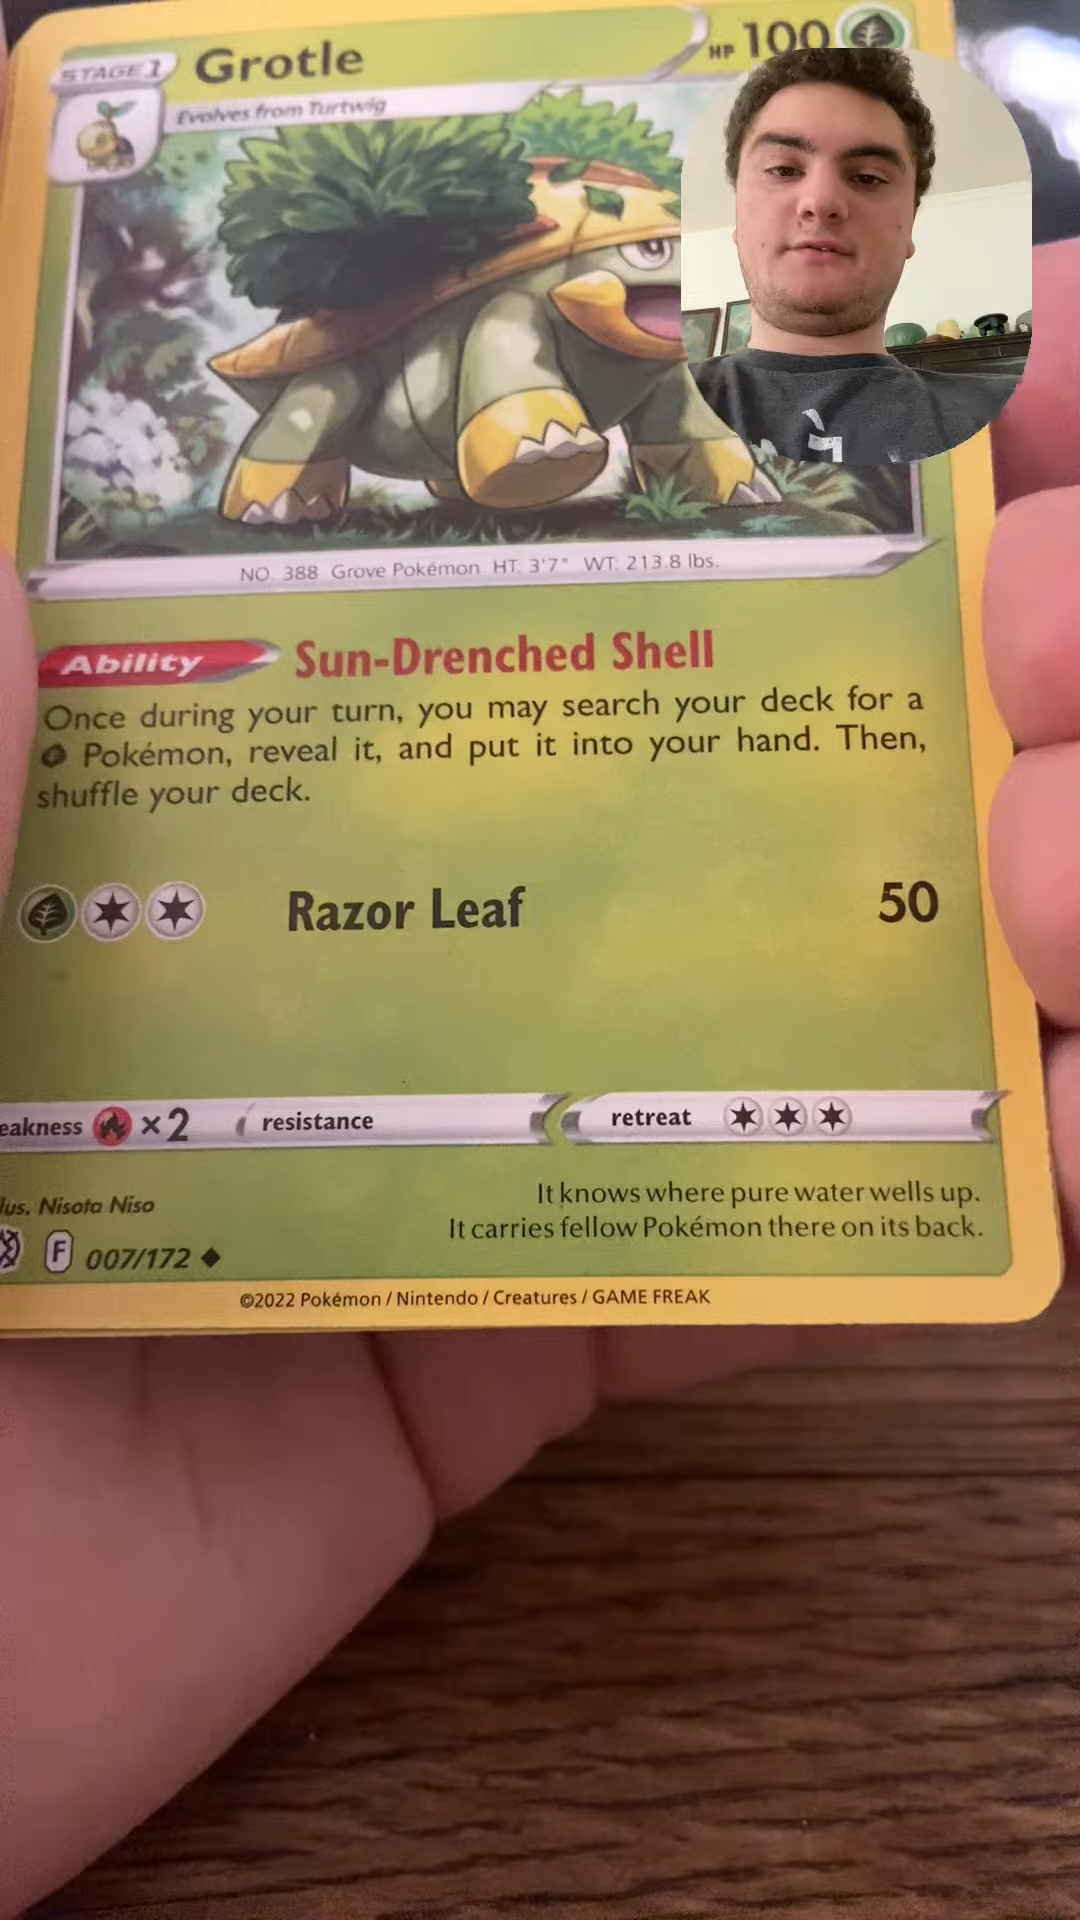 STAGE 1 Grotle HP 100
Evolves from Turtwig
NO. 388 Grove Pokémon HT: 3'7" WT: 213.8 lbs.
Ability Sun-Drenched Shell
Once during your turn, you may search your deck for a
Pokémon, reveal it, and put it into your hand. Then,
shuffle your deck.
Razor Leaf 50
eakness ×2 resistance retreat
lus. Nisota Niso
It knows where pure water wells up.
It carries fellow Pokémon there on its back.
F 007/172
©2022 Pokémon / Nintendo / Creatures / GAME FREAK